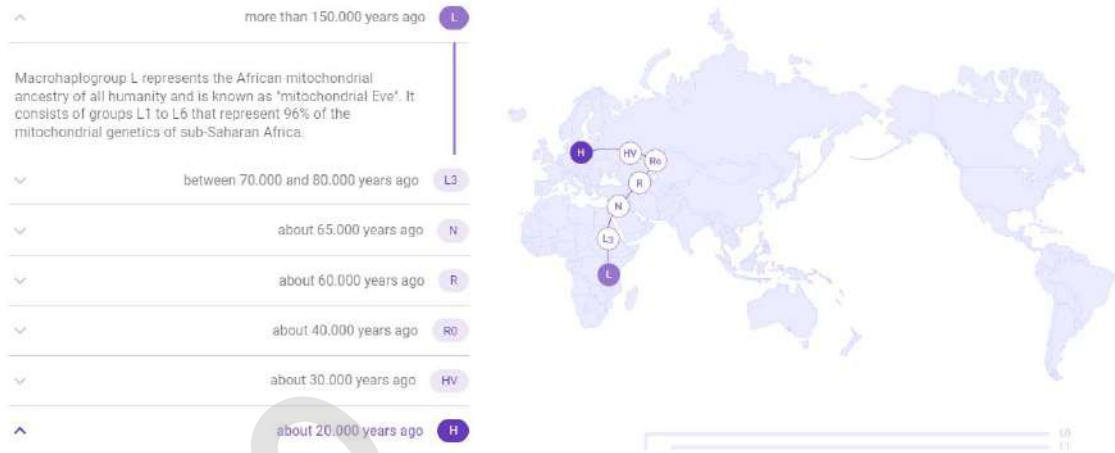 more than 150.000 years ago L
Macrohaplogroup L represents the African mitochondrial
ancestry of all humanity and is known as "mitochondrial Eve". It
consists of groups L1 to L6 that represent 96% of the
mitochondrial genetics of sub-Saharan Africa.
between 70.000 and 80.000 years ago L3
about 65.000 years ago N
about 60.000 years ago R
about 40.000 years ago R0
about 30.000 years ago HV
about 20.000 years ago H
H
HV
R0
R
N
L3
L
L0
L1